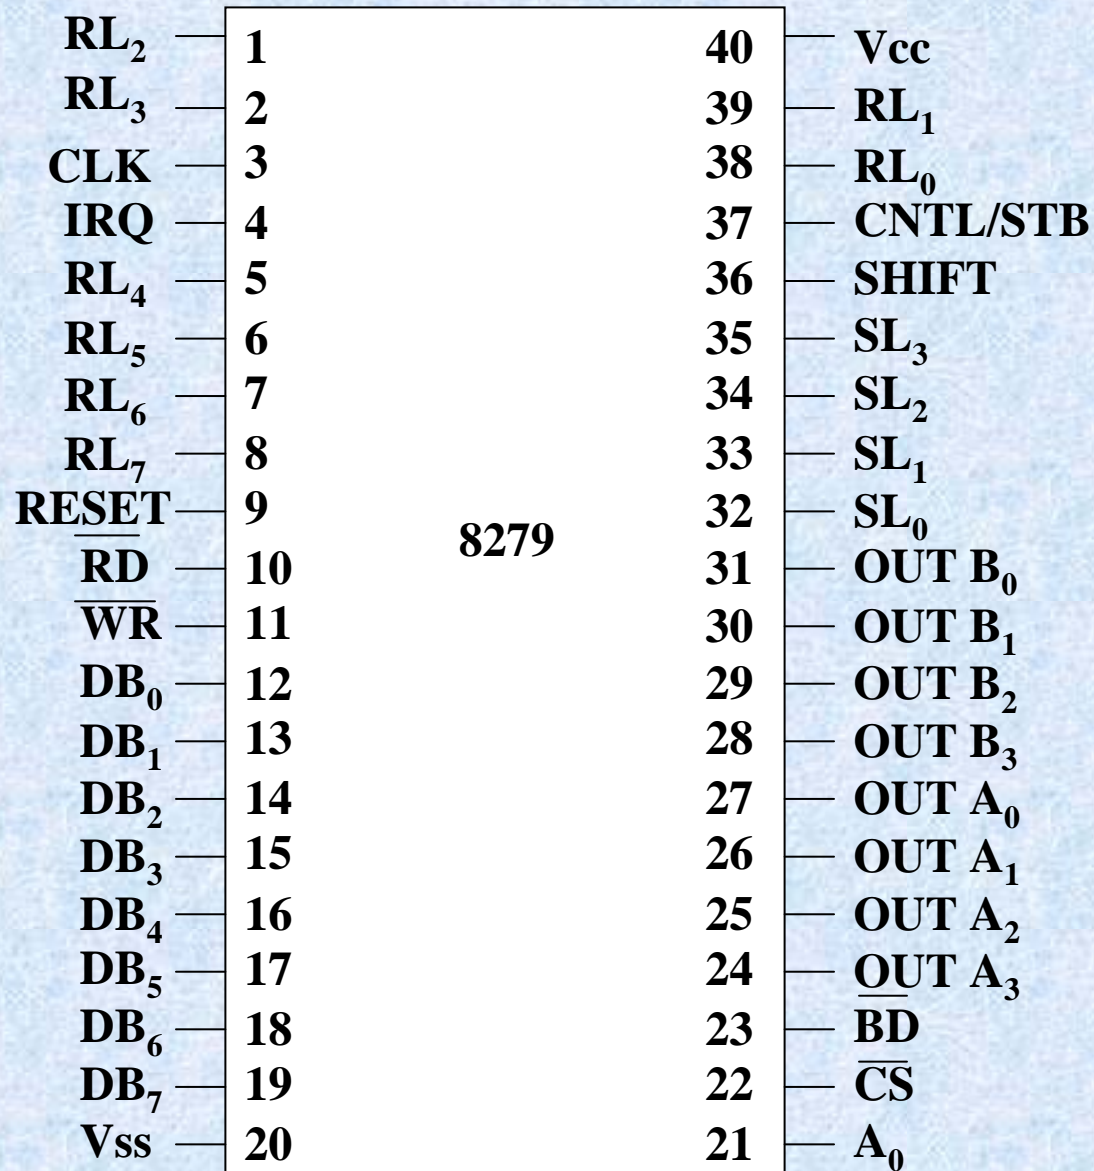 RL₂ 1 40 Vcc
RL₃ 2 39 RL₁
CLK 3 38 RL₀
IRQ 4 37 CNTL/STB
RL₄ 5 36 SHIFT
RL₅ 6 35 SL₃
RL₆ 7 34 SL₂
RL₇ 8 33 SL₁
RESET 9 32 SL₀
8279
R̅D̅ 10 31 OUT B₀
W̅R̅ 11 30 OUT B₁
DB₀ 12 29 OUT B₂
DB₁ 13 28 OUT B₃
DB₂ 14 27 OUT A₀
DB₃ 15 26 OUT A₁
DB₄ 16 25 OUT A₂
DB₅ 17 24 OUT A₃
DB₆ 18 23 B̅D̅
DB₇ 19 22 C̅S̅
Vss 20 21 A₀